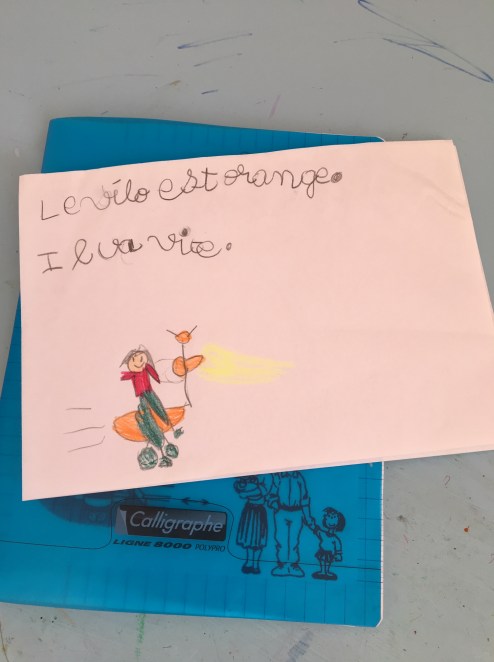 Le vélo est orange.
Il va vite.
Calligraphe
LIGNE 8000 POLYPRO